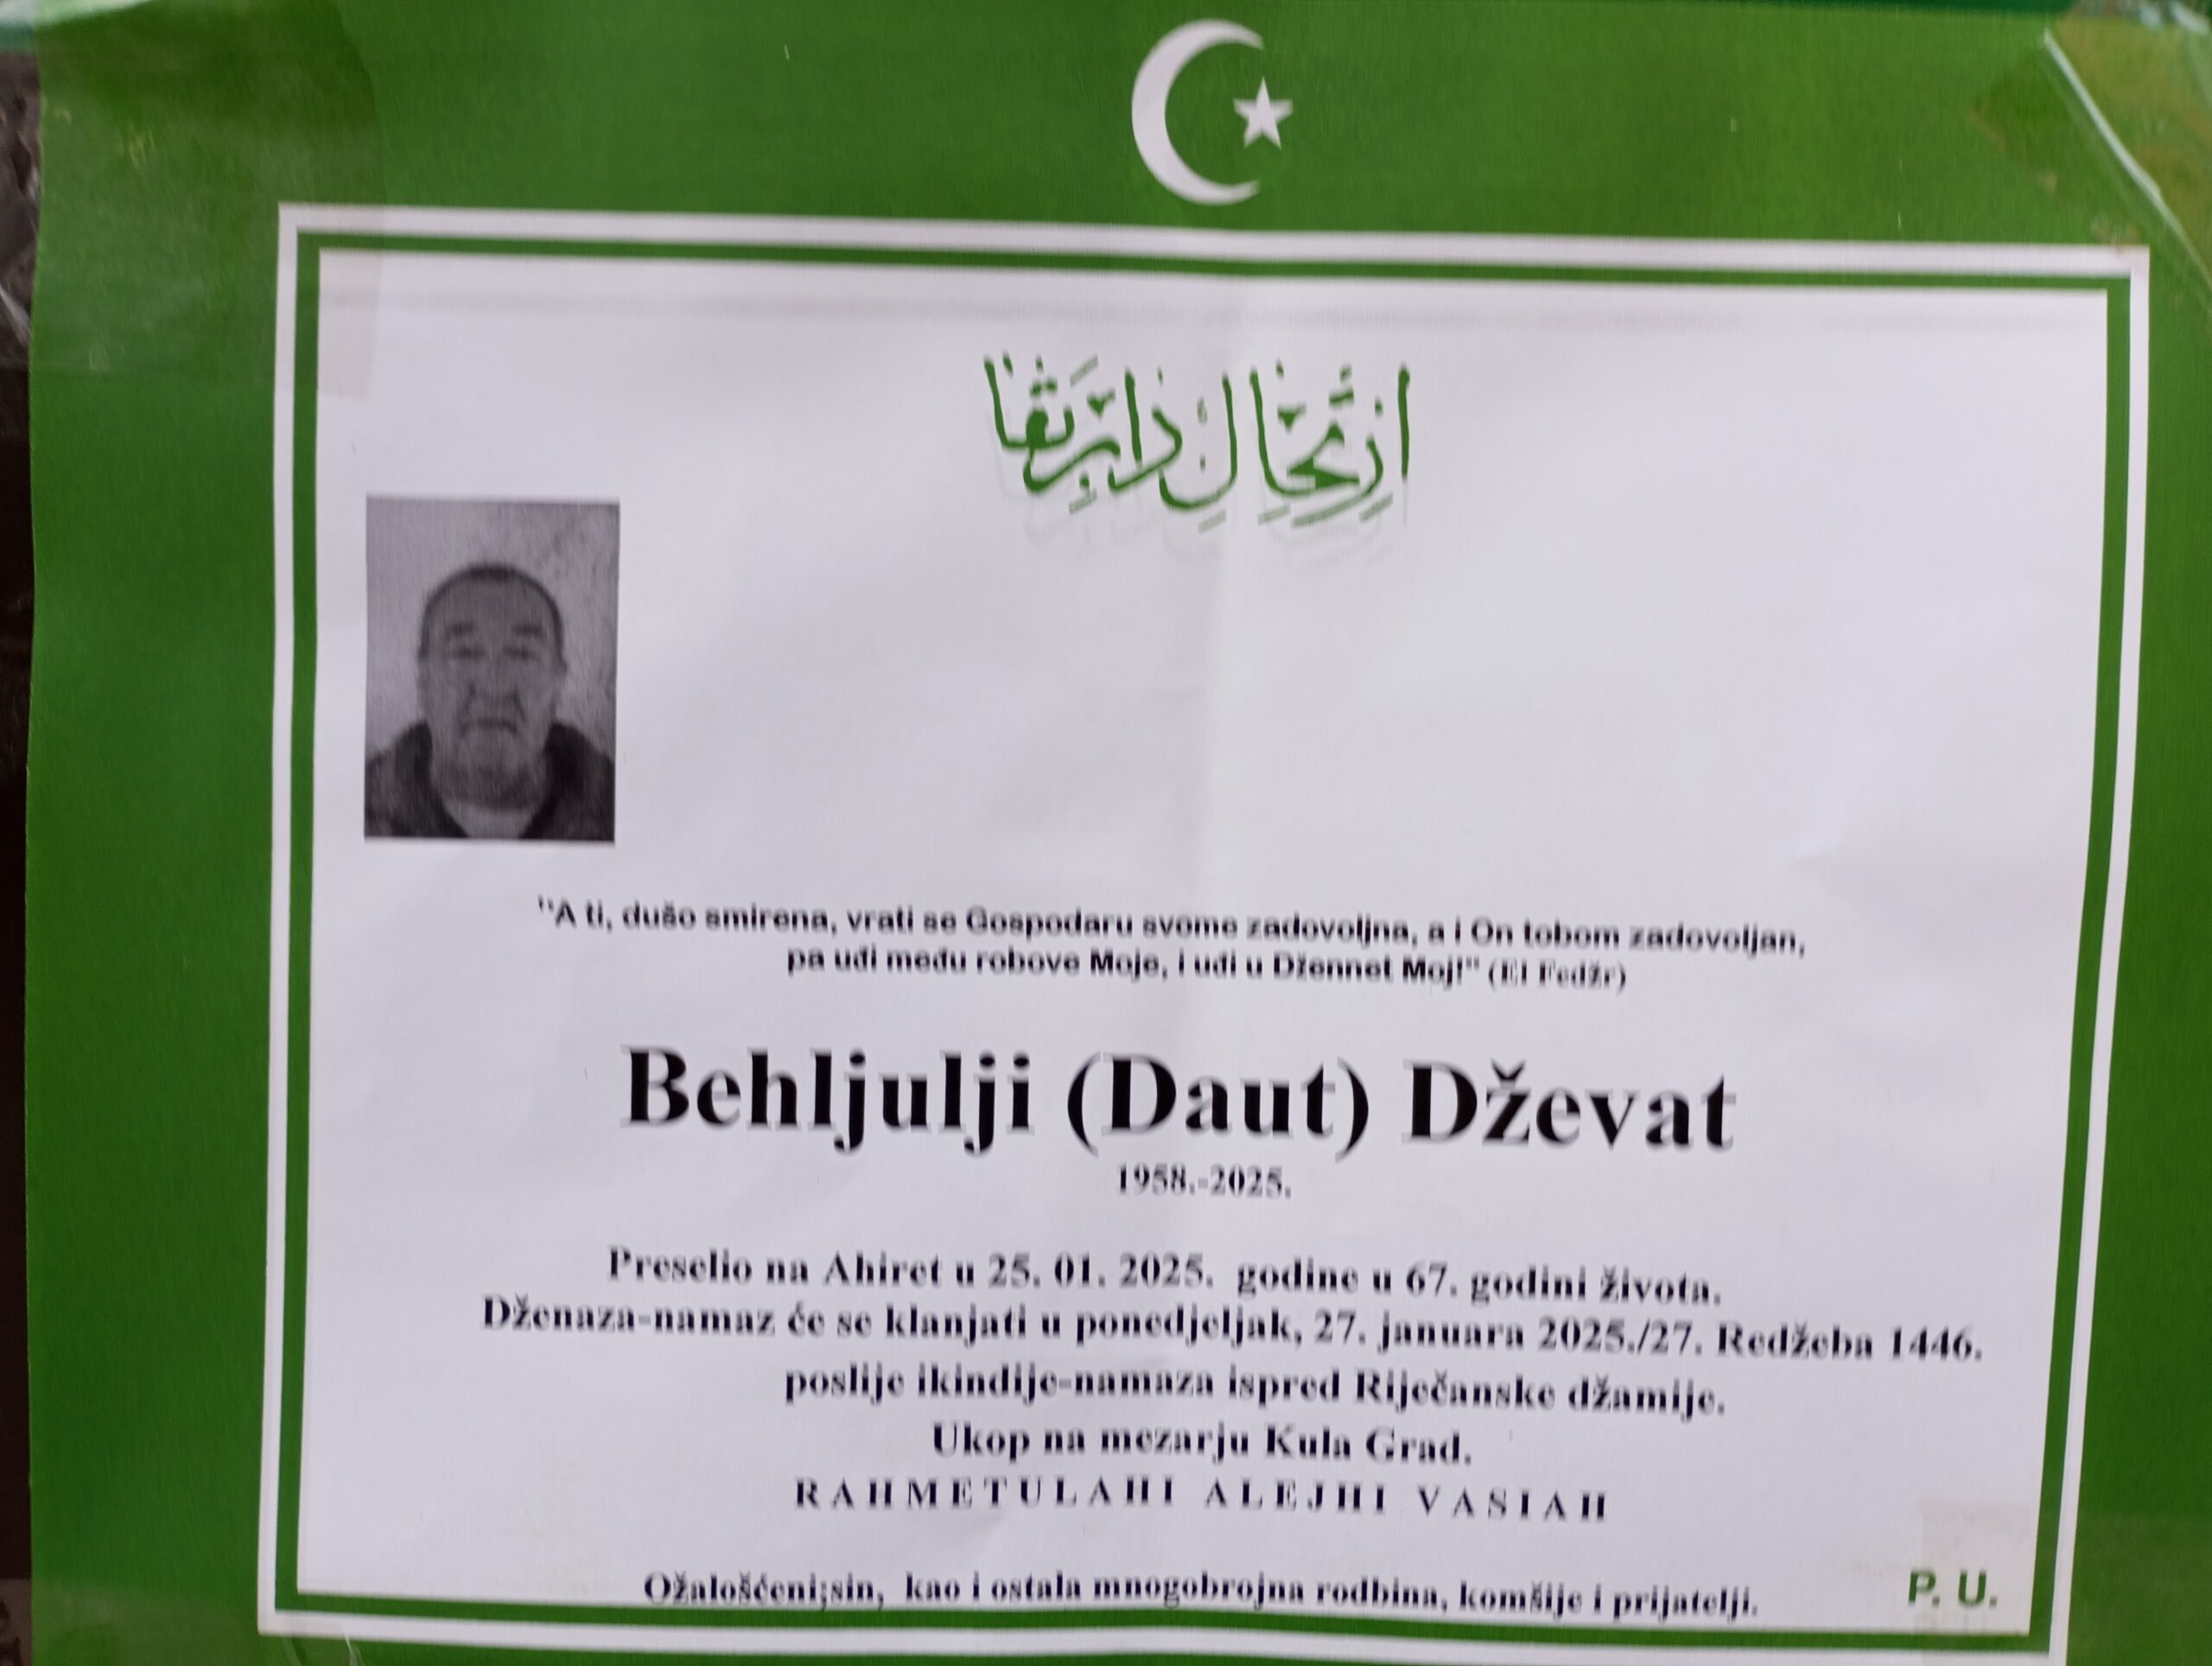 إِرْتِحَالِ دَارِبَقَا
"A ti, dušo smirena, vrati se Gospodaru svome zadovoljna, a i On tobom zadovoljan,
pa uđi među robove Moje, i uđi u Džennet Moj!" (El Fedžr)
Behljulji (Daut) Dževat
1958.-2025.
Preselio na Ahiret u 25. 01. 2025. godine u 67. godini života.
Dženaza-namaz će se klanjati u ponedjeljak, 27. januara 2025./27. Redžeba 1446.
poslije ikindije-namaza ispred Riječanske džamije.
Ukop na mezarju Kula Grad.
RAHMETULAHI ALEJHI VASIAH
Ožalošćeni;sin, kao i ostala mnogobrojna rodbina, komšije i prijatelji.
P. U.